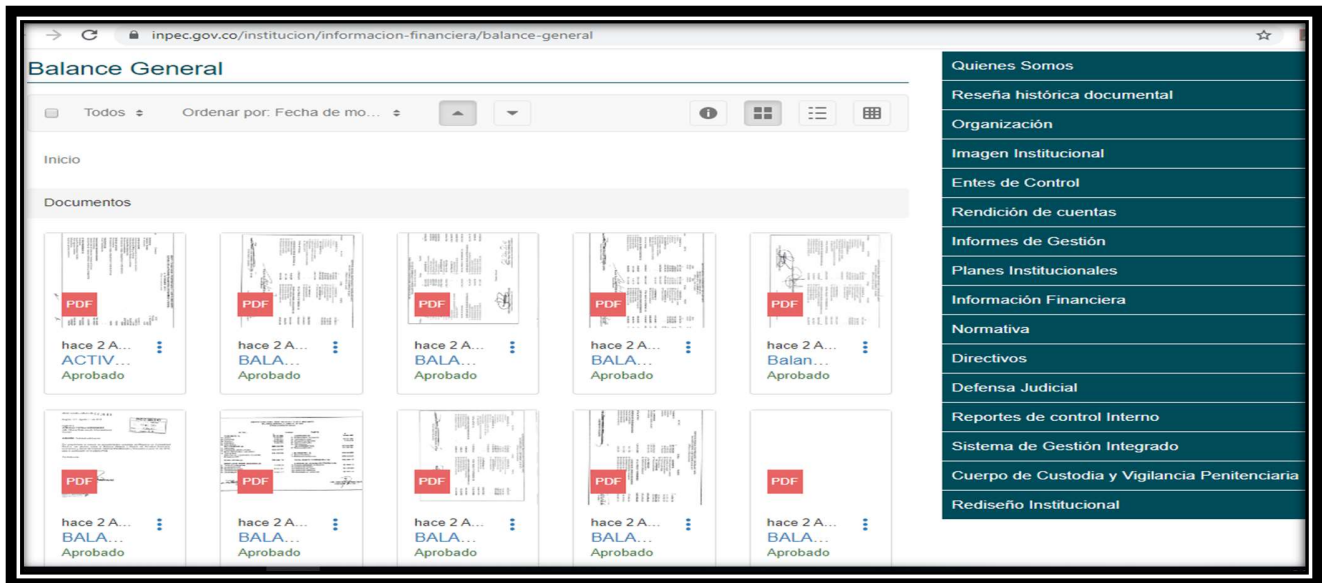 inpec.gov.co/institucion/informacion-financiera/balance-general
Balance General
Todos
Ordenar por: Fecha de mo...
Inicio
Documentos
PDF
PDF
PDF
PDF
PDF
hace 2 A...
hace 2 A...
hace 2 A...
hace 2 A...
hace 2 A...
ACTIV...
BALA...
BALA...
BALA...
Balan...
Aprobado
Aprobado
Aprobado
Aprobado
Aprobado
PDF
PDF
PDF
PDF
PDF
hace 2 A...
hace 2 A...
hace 2 A...
hace 2 A...
hace 2 A...
BALA...
BALA...
BALA...
BALA...
BALA...
Aprobado
Aprobado
Aprobado
Aprobado
Aprobado
Quienes Somos
Reseña histórica documental
Organización
Imagen Institucional
Entes de Control
Rendición de cuentas
Informes de Gestión
Planes Institucionales
Información Financiera
Normativa
Directivos
Defensa Judicial
Reportes de control Interno
Sistema de Gestión Integrado
Cuerpo de Custodia y Vigilancia Penitenciaria
Rediseño Institucional